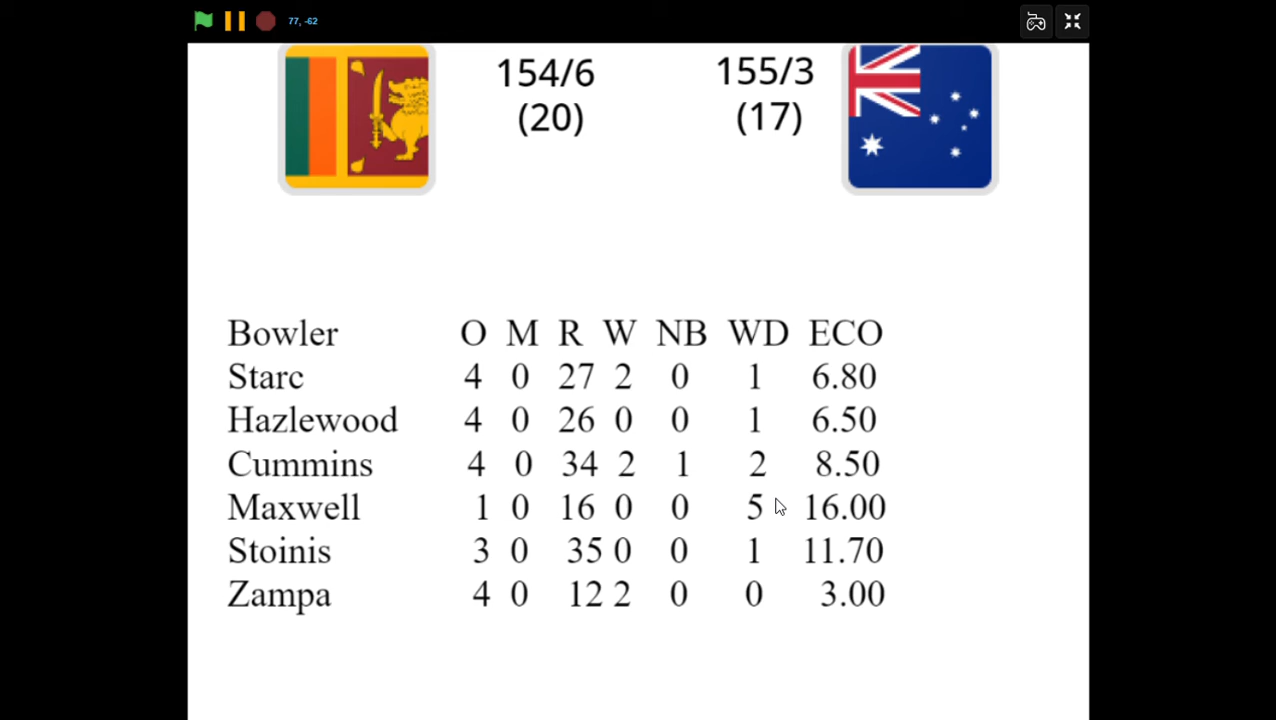 77, -62
154/6 155/3
(20) (17)
Bowler O M R W NB WD ECO
Starc 4 0 27 2 0 1 6.80
Hazlewood 4 0 26 0 0 1 6.50
Cummins 4 0 34 2 1 2 8.50
Maxwell 1 0 16 0 0 5 16.00
Stoinis 3 0 35 0 0 1 11.70
Zampa 4 0 12 2 0 0 3.00